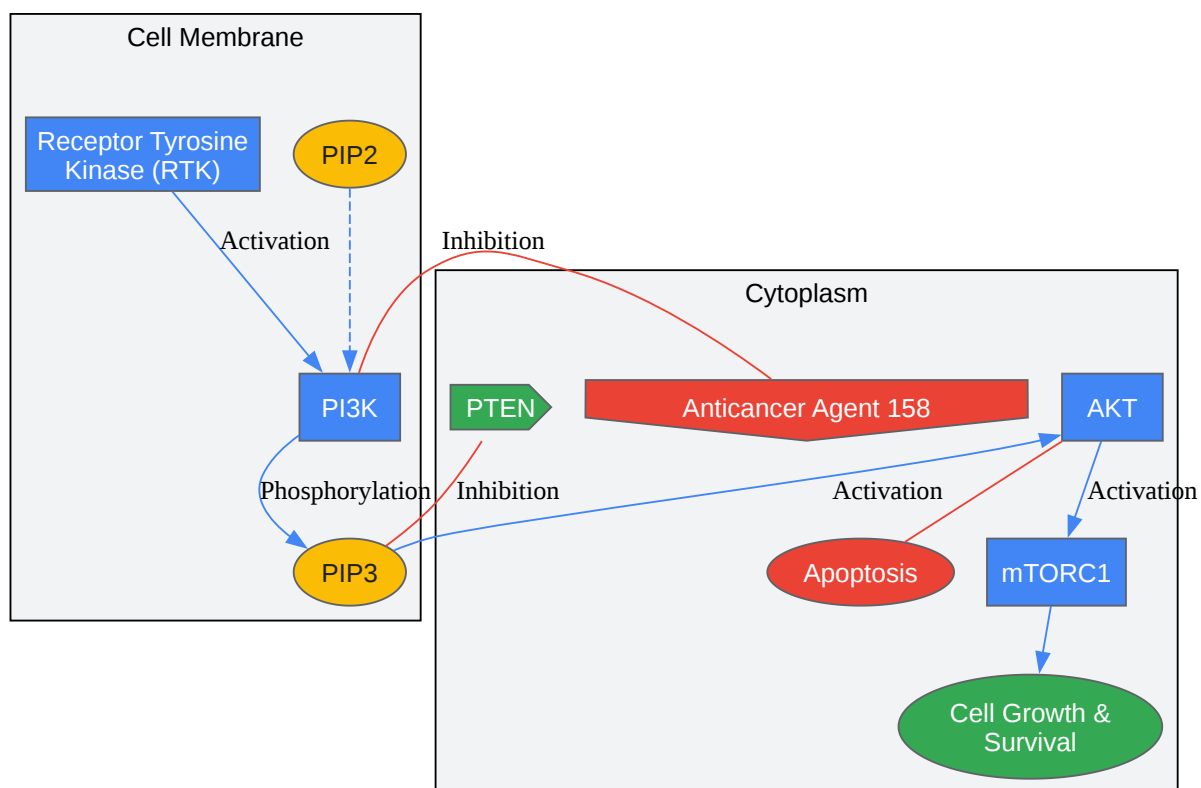 Cell Membrane
Receptor Tyrosine
Kinase (RTK)
PIP2
Activation
Inhibition
Cytoplasm
PI3K
PTEN
Anticancer Agent 158
AKT
Phosphorylation
Inhibition
Activation
Activation
PIP3
Apoptosis
mTORC1
Cell Growth &
Survival